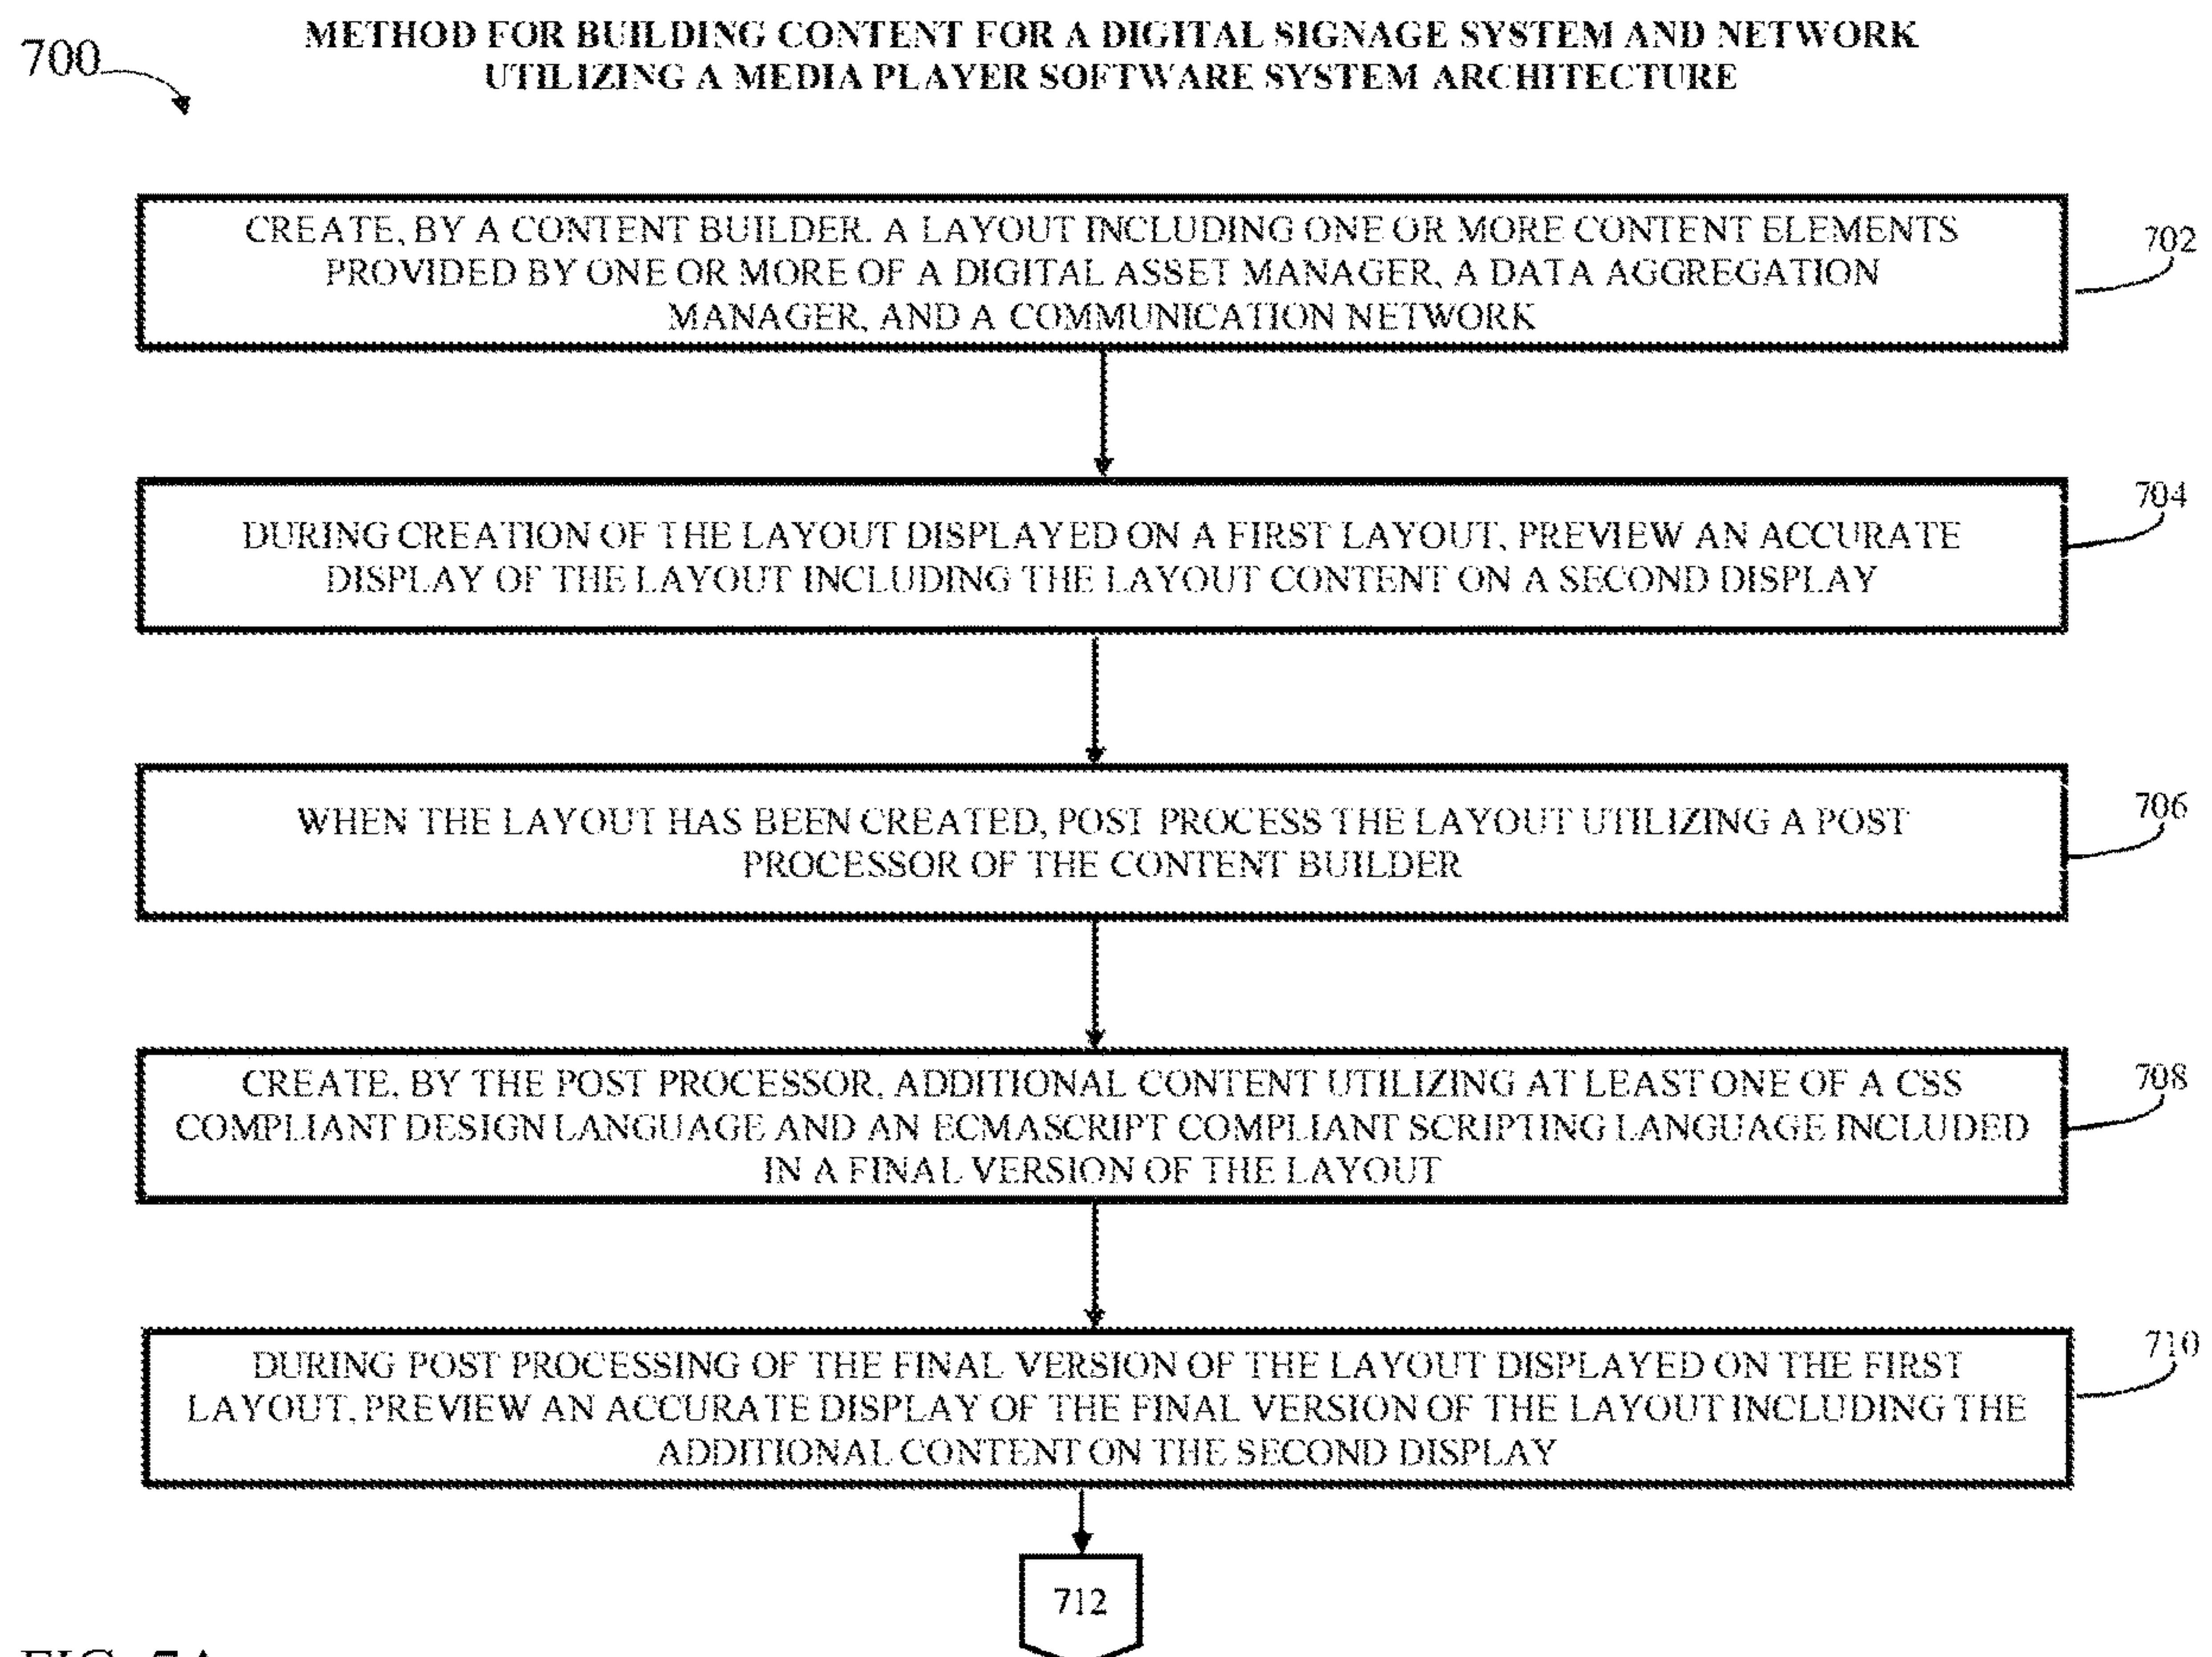 METHOD FOR BUILDING CONTENT FOR A DIGITAL SIGNAGE SYSTEM AND NETWORK
700
UTILIZING A MEDIA PLAYER SOFTWARE SYSTEM ARCHITECTURE
CREATE, BY A CONTENT BUILDER. A LAYOUT INCLUDING ONE OR MORE CONTENT ELEMENTS
702
PROVIDED BY ONE OR MORE OF A DIGITAL ASSET MANAGER, A DATA AGGREGATION
MANAGER, AND A COMMUNICATION NETWORK
704
DURING CREATION OF THE LAYOUT DISPLAYED ON A FIRST LAYOUT, PREVIEW AN ACCURATE
DISPLAY OF THE LAYOUT INCLUDING THE LAYOUT CONTENT ON A SECOND DISPLAY
706
WHEN THE LAYOUT HAS BEEN CREATED, POST PROCESS THE LAYOUT UTILIZING A POST
PROCESSOR OF THE CONTENT BUILDER
708
CREATE, BY THE POST PROCESSOR, ADDITIONAL CONTENT UTILIZING AT LEAST ONE OF A CSS
COMPLIANT DESIGN LANGUAGE AND AN ECMASCRIPT COMPLIANT SCRIPTING LANGUAGE INCLUDED
IN A FINAL VERSION OF THE LAYOUT
710
DURING POST PROCESSING OF THE FINAL VERSION OF THE LAYOUT DISPLAYED ON THE FIRST
LAYOUT, PREVIEW AN ACCURATE DISPLAY OF THE FINAL VERSION OF THE LAYOUT INCLUDING THE
ADDITIONAL CONTENT ON THE SECOND DISPLAY
712